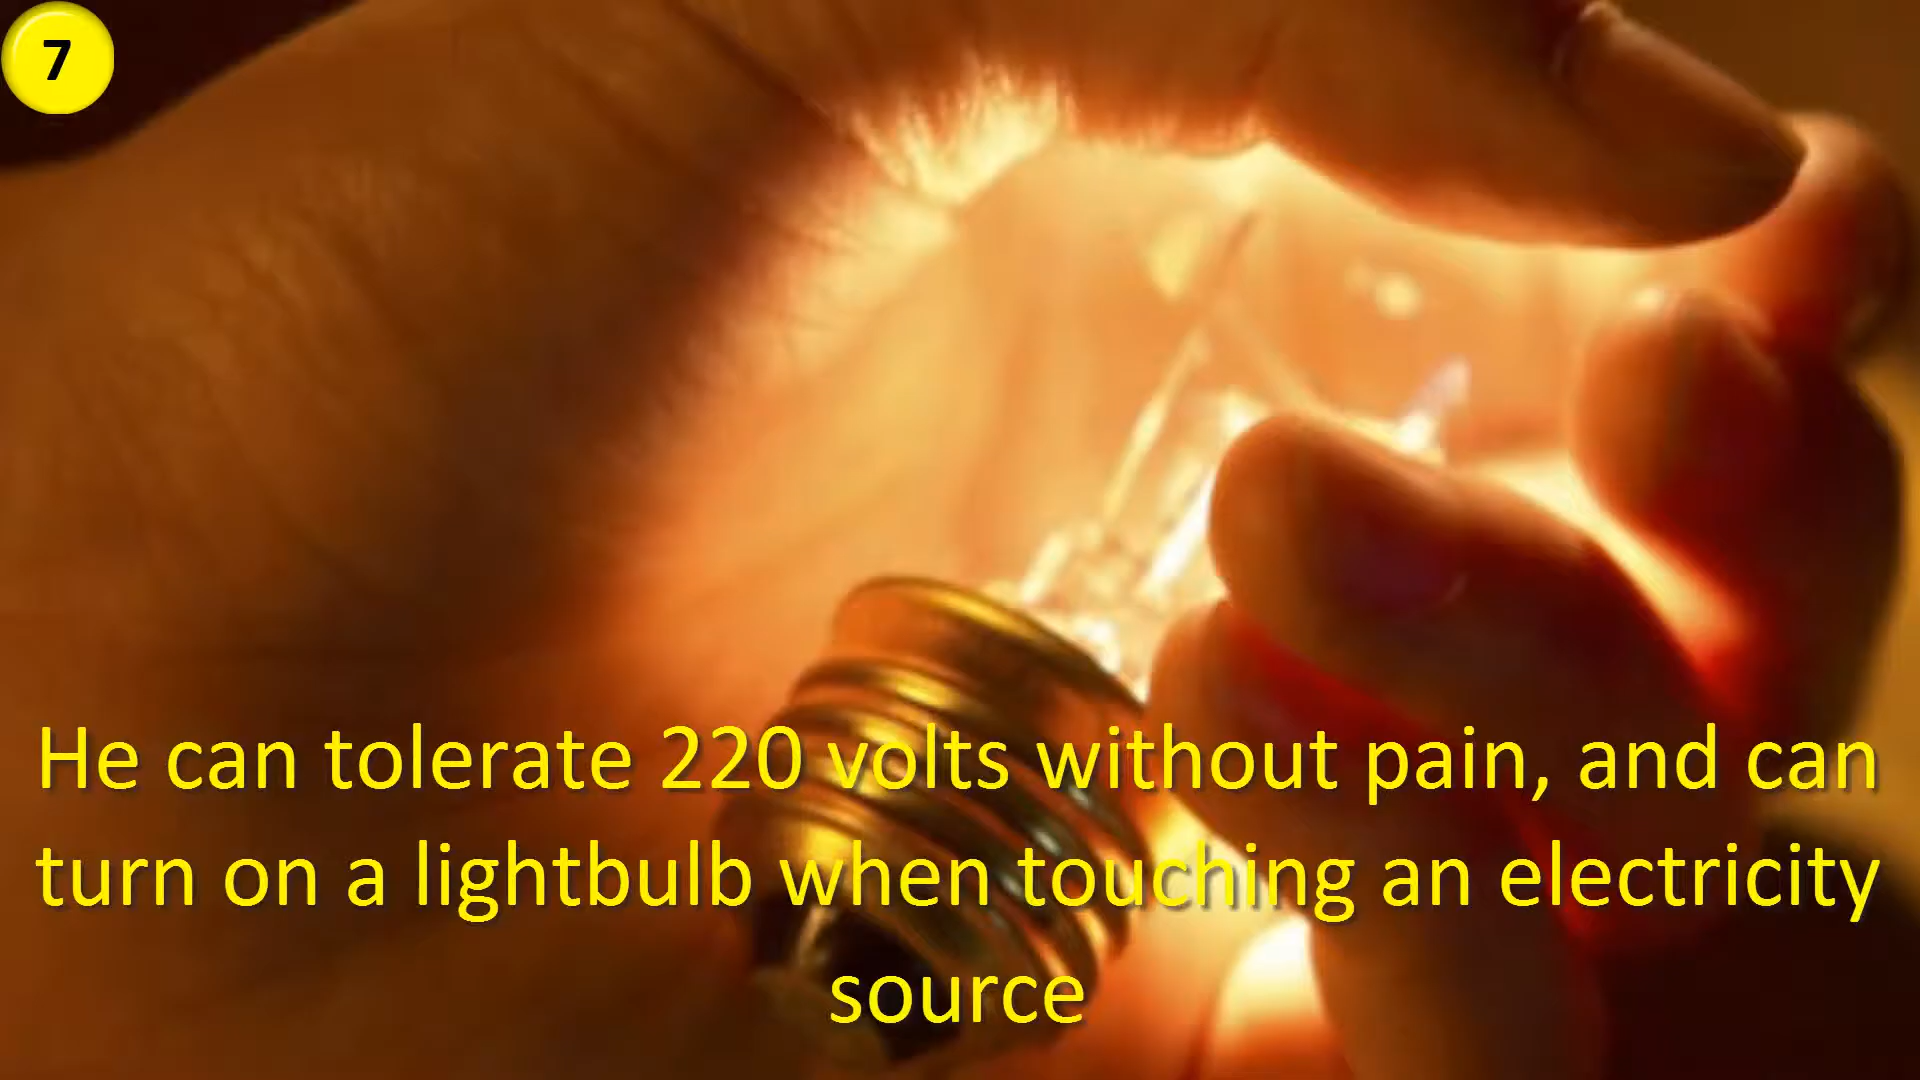 7
He can tolerate 220 volts without pain, and can
turn on a lightbulb when touching an electricity
source